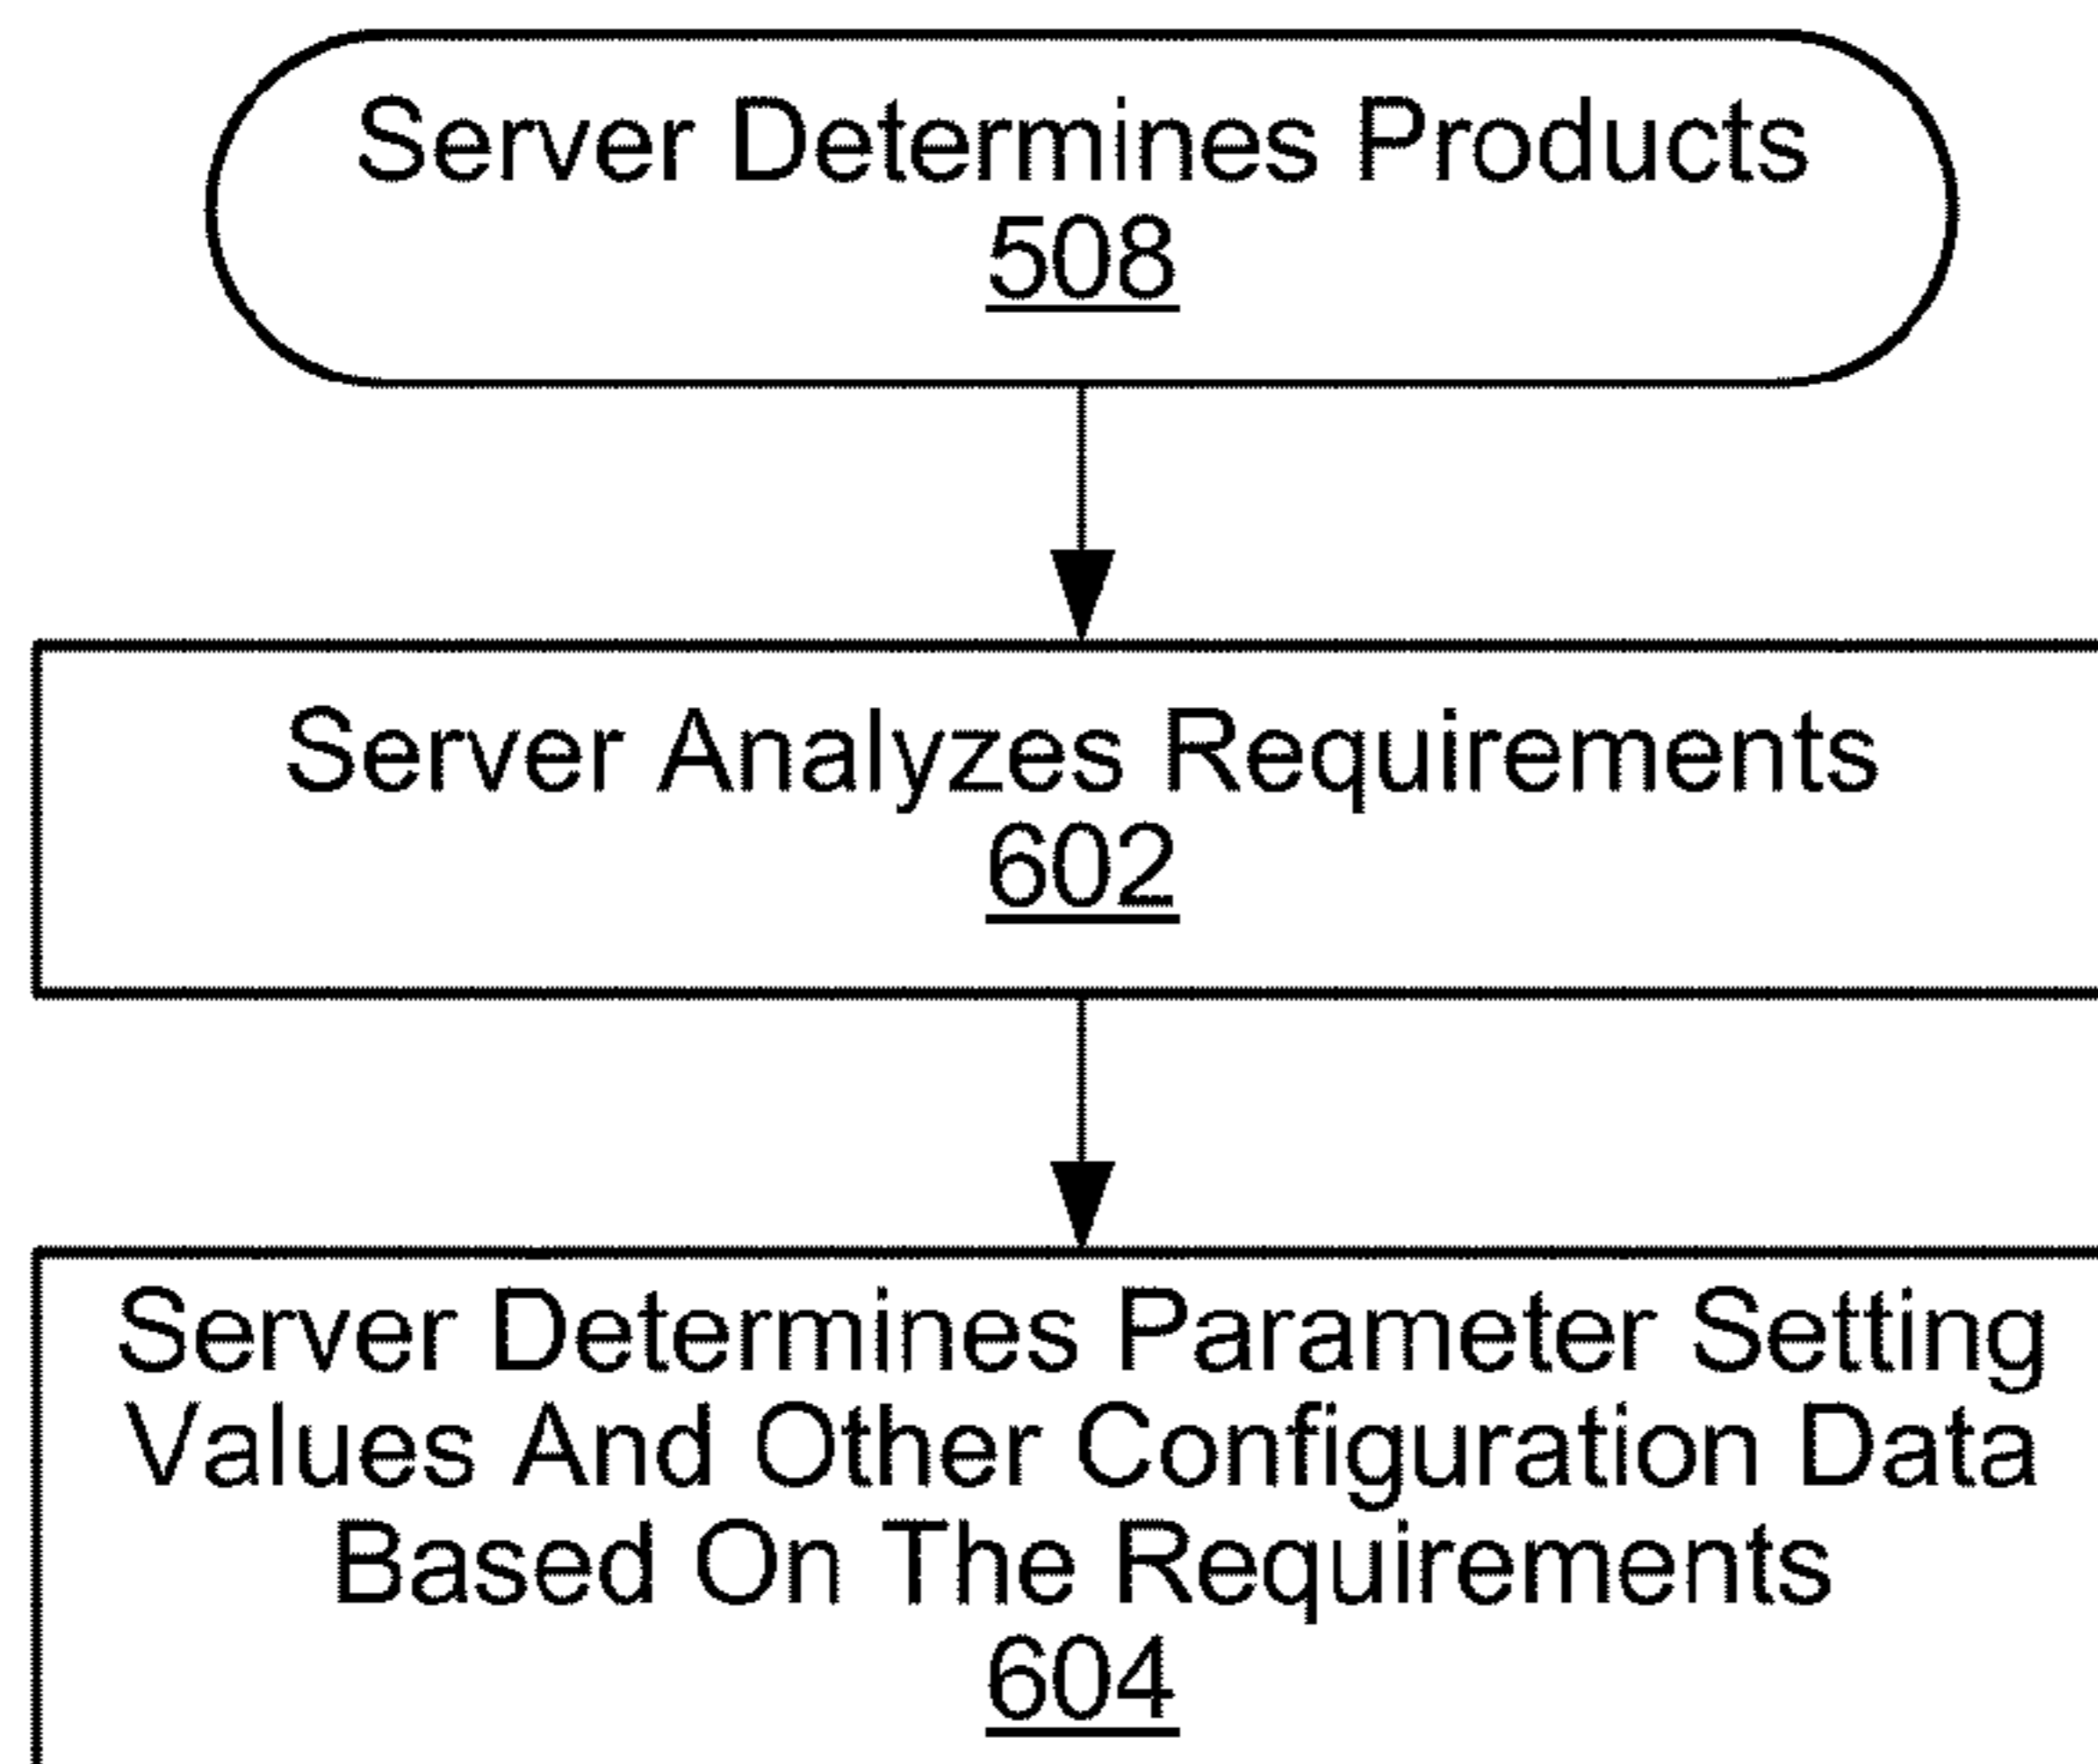 Server Determines Products
508
Server Analyzes Requirements
602
Server Determines Parameter Setting
Values And Other Configuration Data
Based On The Requirements
604